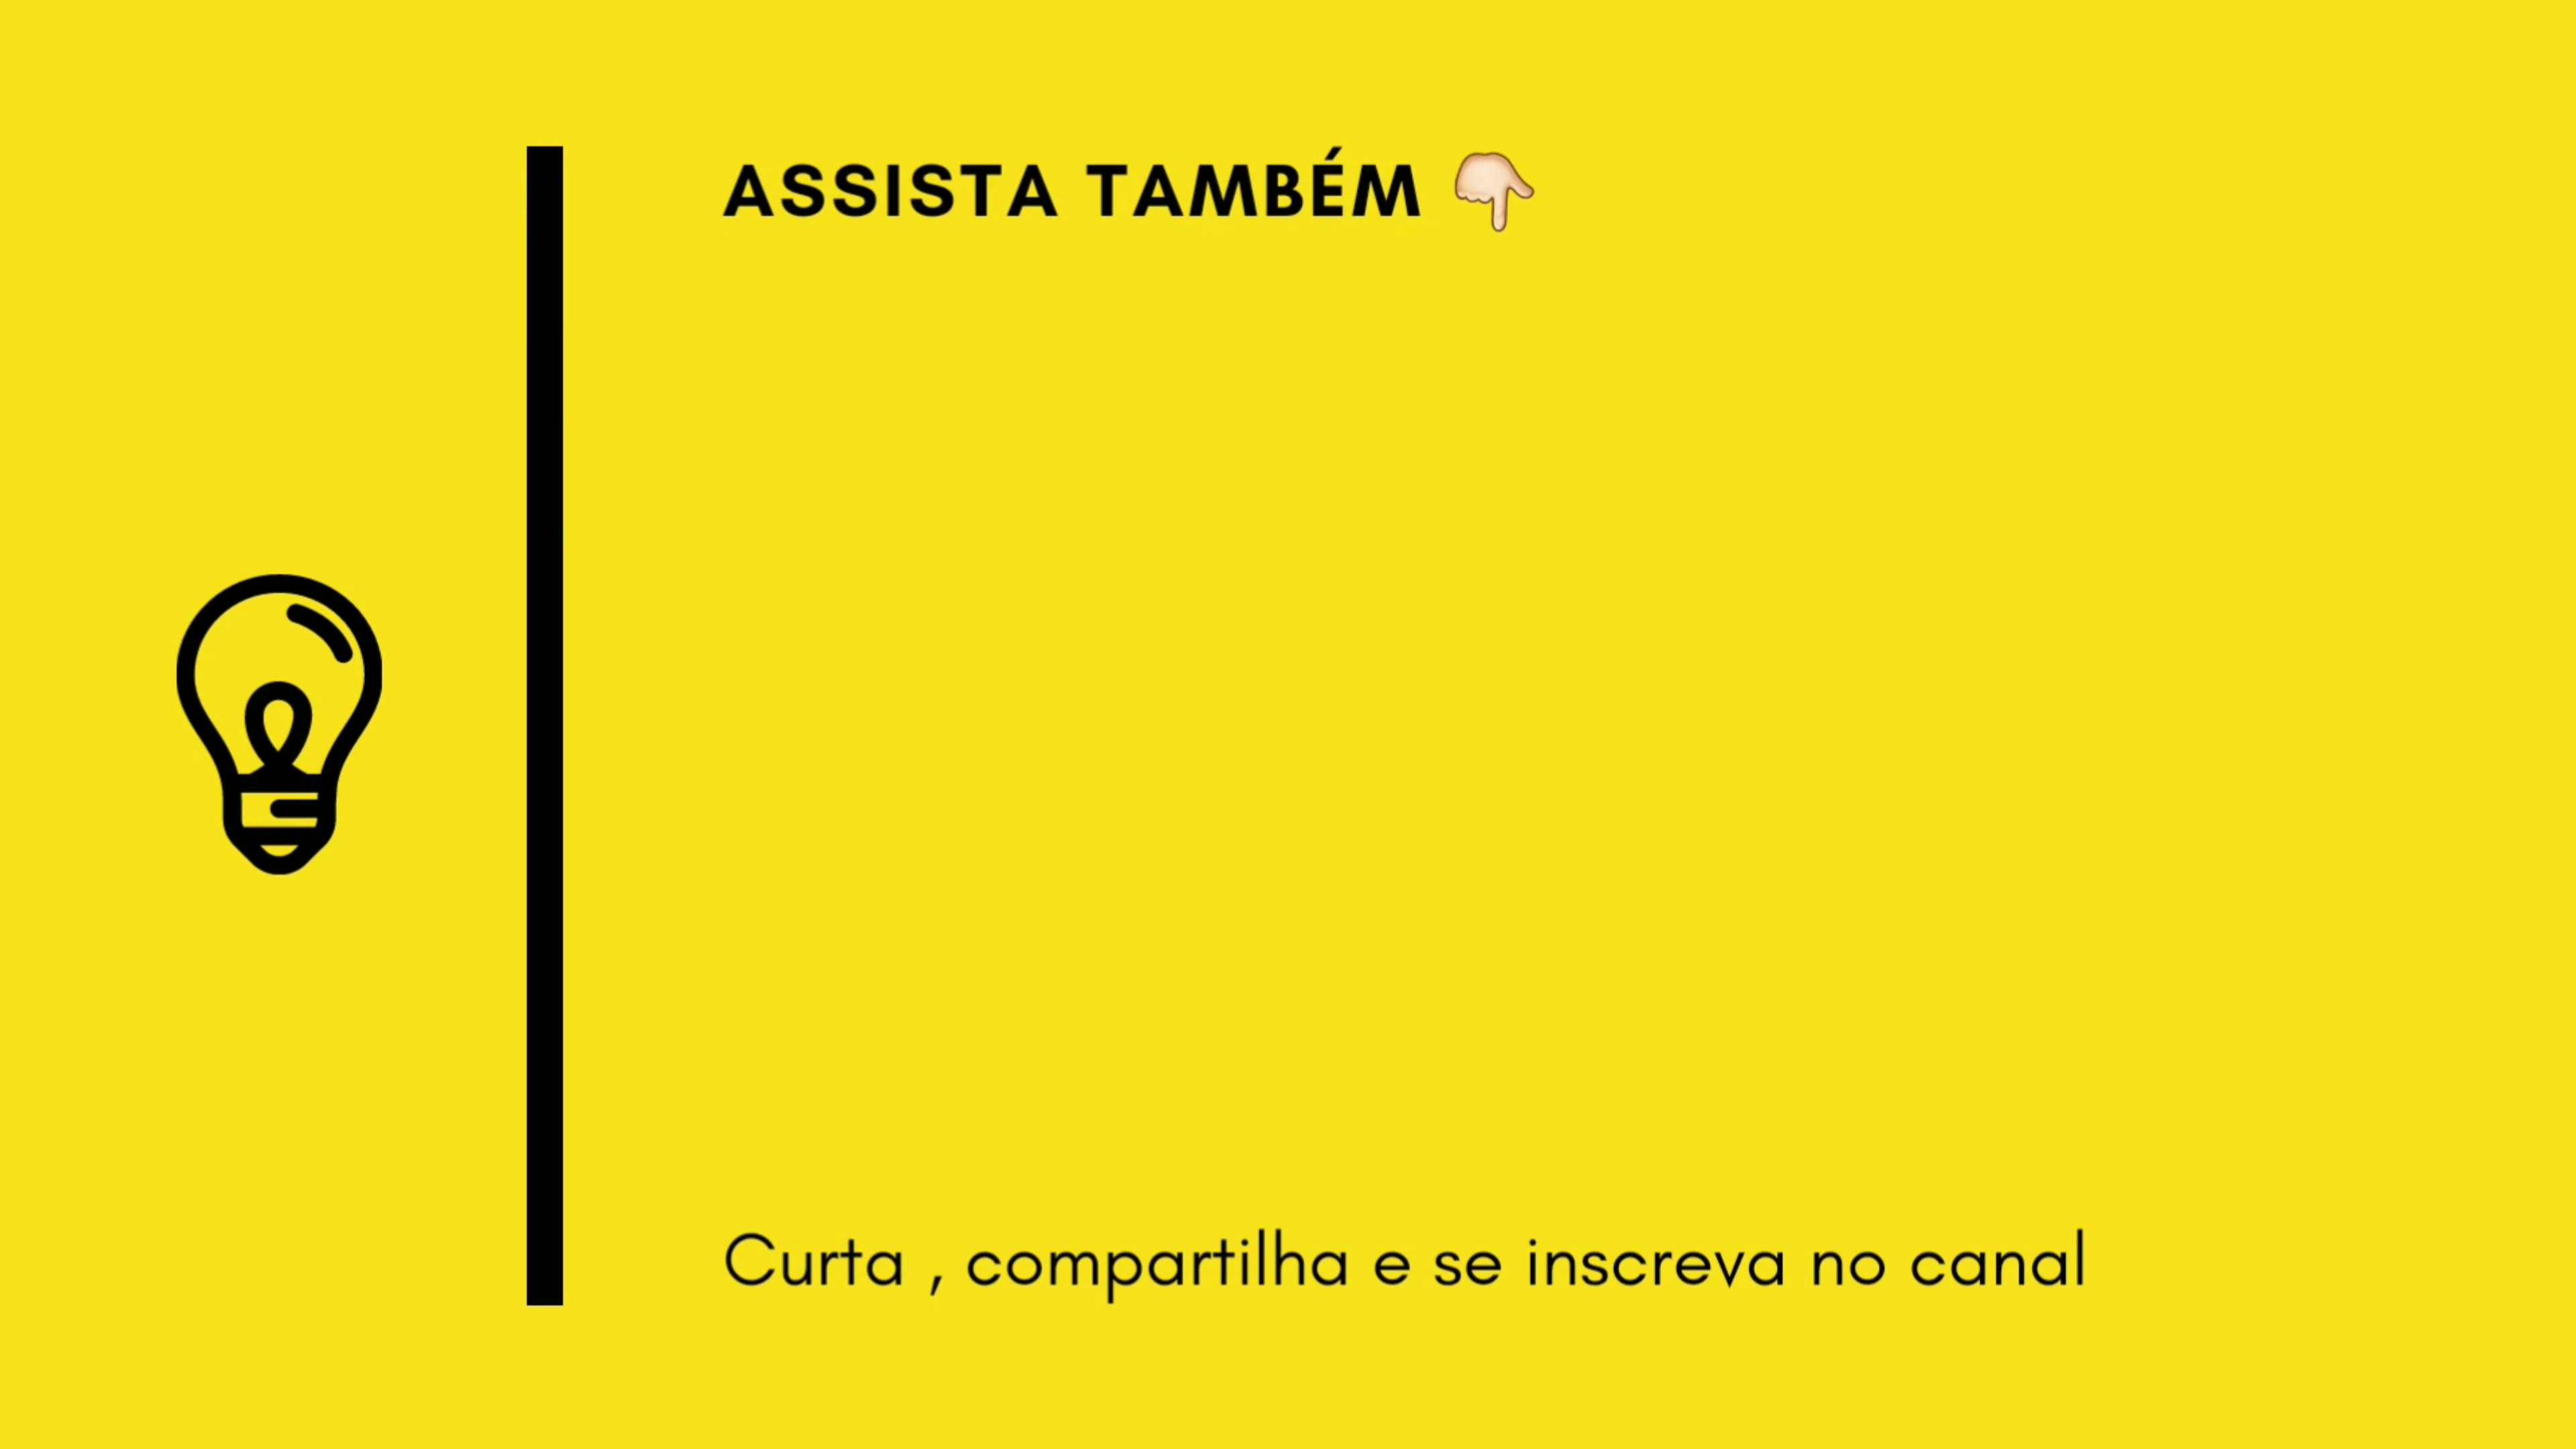 ASSISTA TAMBÉM 👇🏻
Curta , compartilha e se inscreva no canal